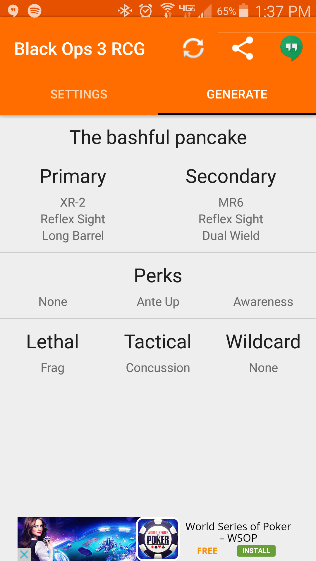 4G LTE 65% 1:37 PM
Black Ops 3 RCG
SETTINGS GENERATE
The bashful pancake
Primary Secondary
XR-2 MR6
Reflex Sight Reflex Sight
Long Barrel Dual Wield
Perks
None Ante Up Awareness
Lethal Tactical Wildcard
Frag Concussion None
World Series of Poker
– WSOP
FREE INSTALL
POKER